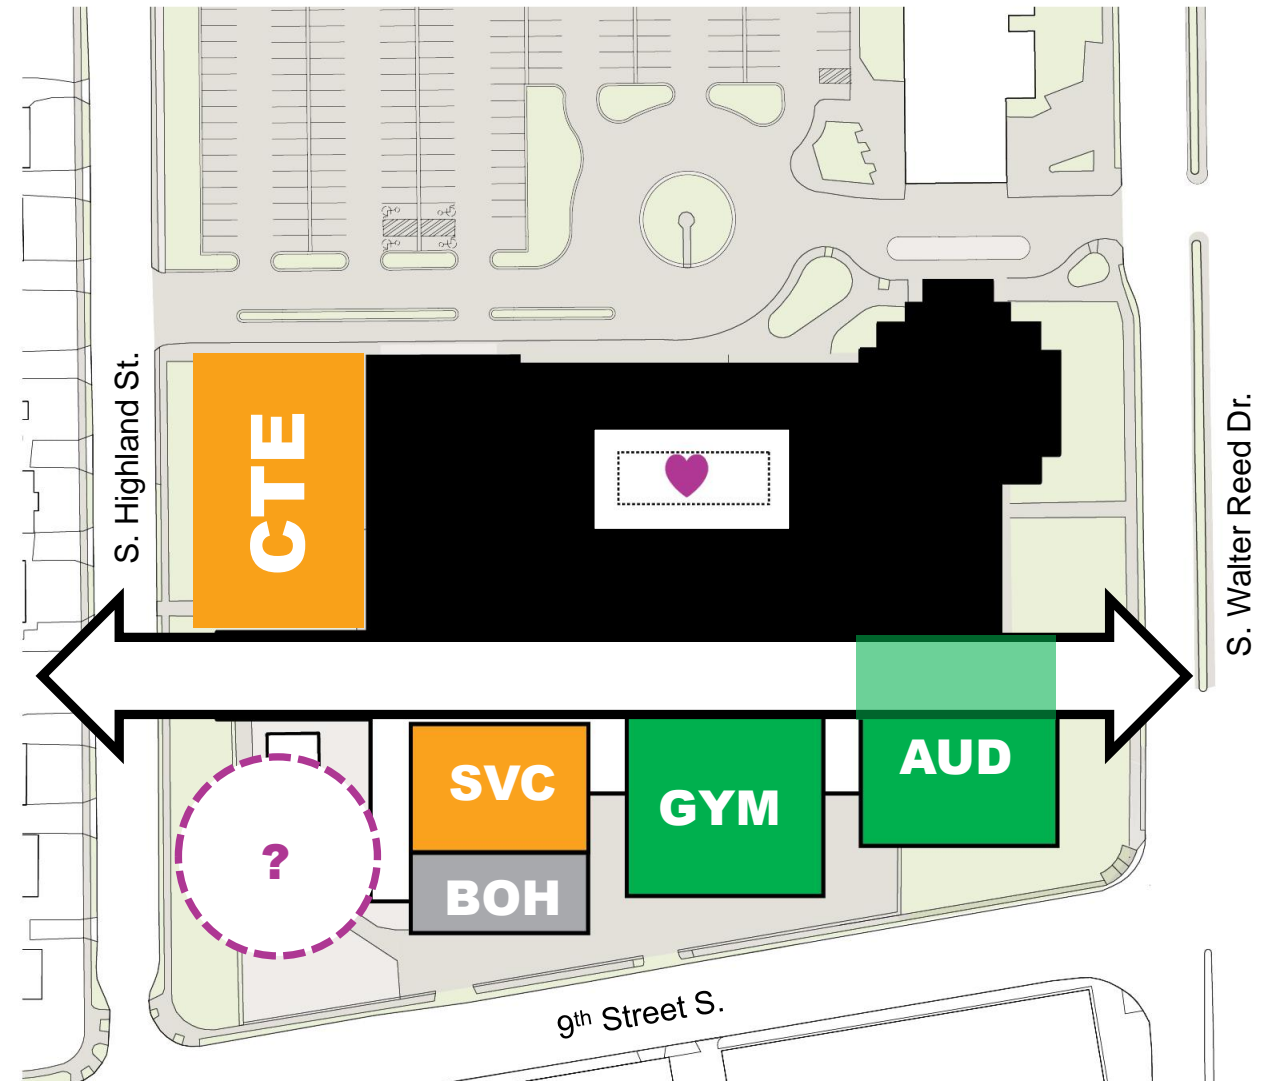 S. Highland St.
CTE
S. Walter Reed Dr.
SVC
BOH
GYM
AUD
?
9th Street S.